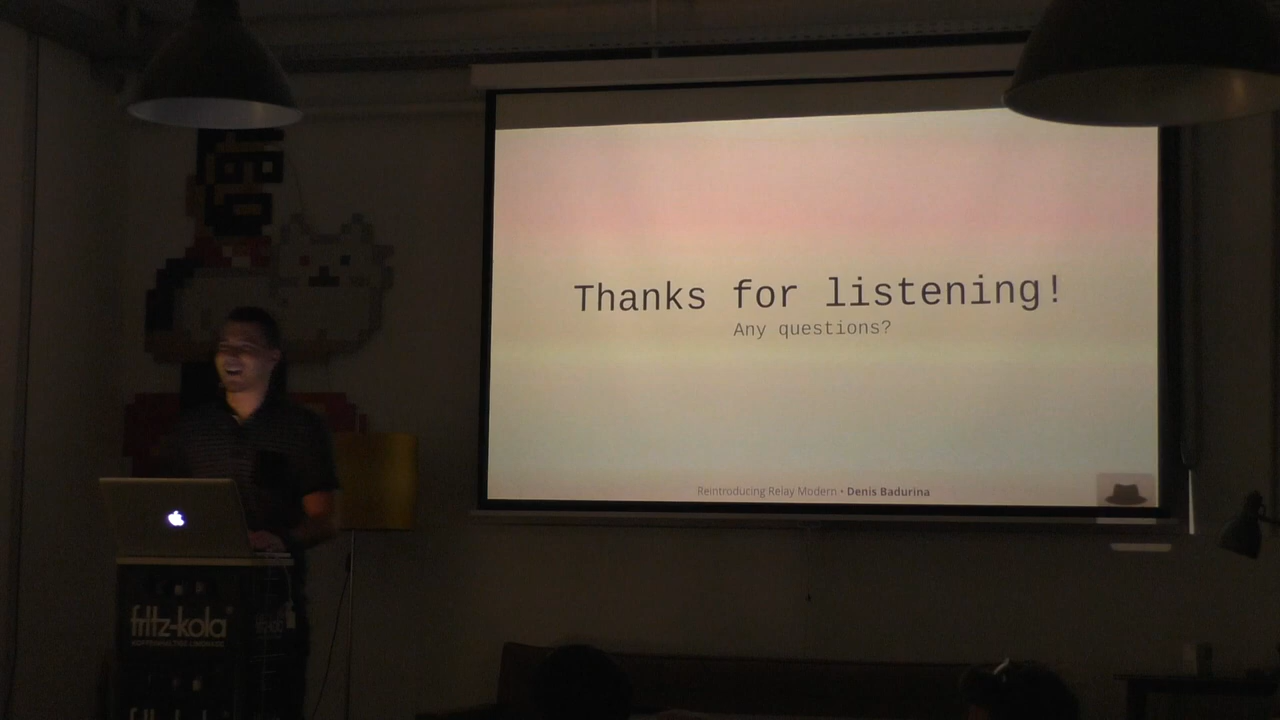 Thanks for listening!
Any questions?
Reintroducing Relay Modern • Denis Badurina
fritz-kola